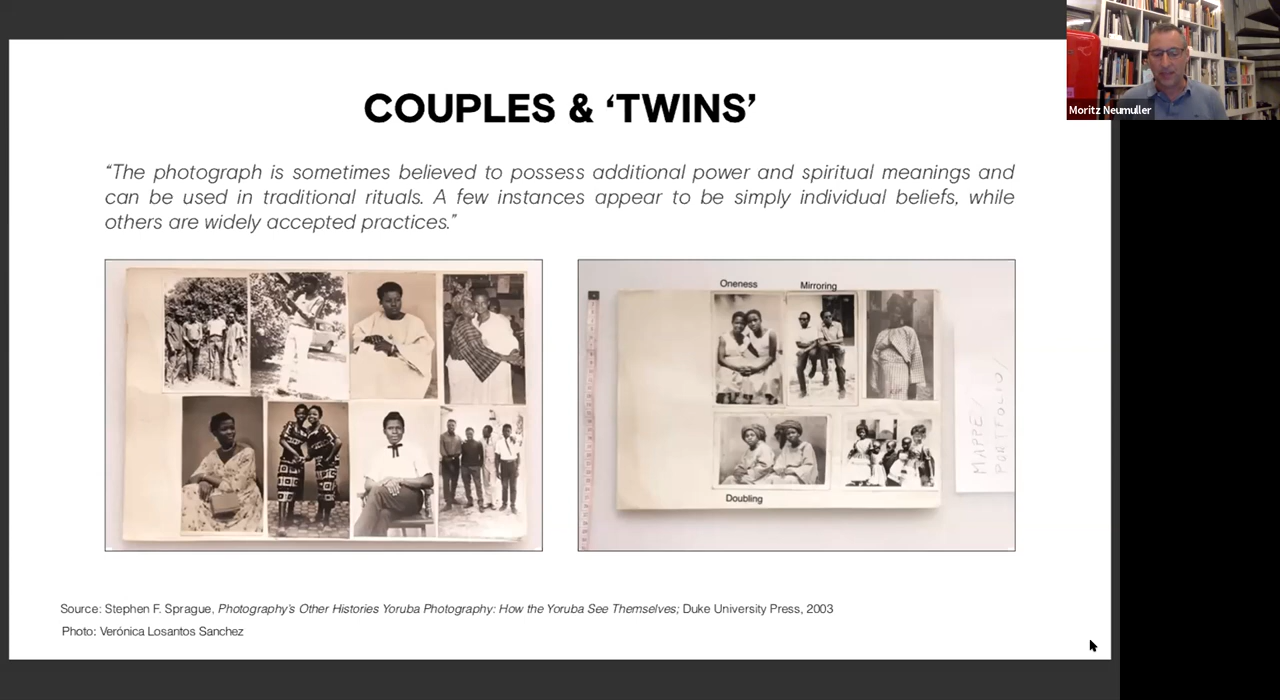 Moritz Neumuller
COUPLES & ‘TWINS’
“The photograph is sometimes believed to possess additional power and spiritual meanings and
can be used in traditional rituals. A few instances appear to be simply individual beliefs, while
others are widely accepted practices.”
Oneness
Mirroring
Doubling
MAPPE/
PORTFOLIO/
Source: Stephen F. Sprague, Photography’s Other Histories Yoruba Photography: How the Yoruba See Themselves; Duke University Press, 2003
Photo: Verónica Losantos Sanchez